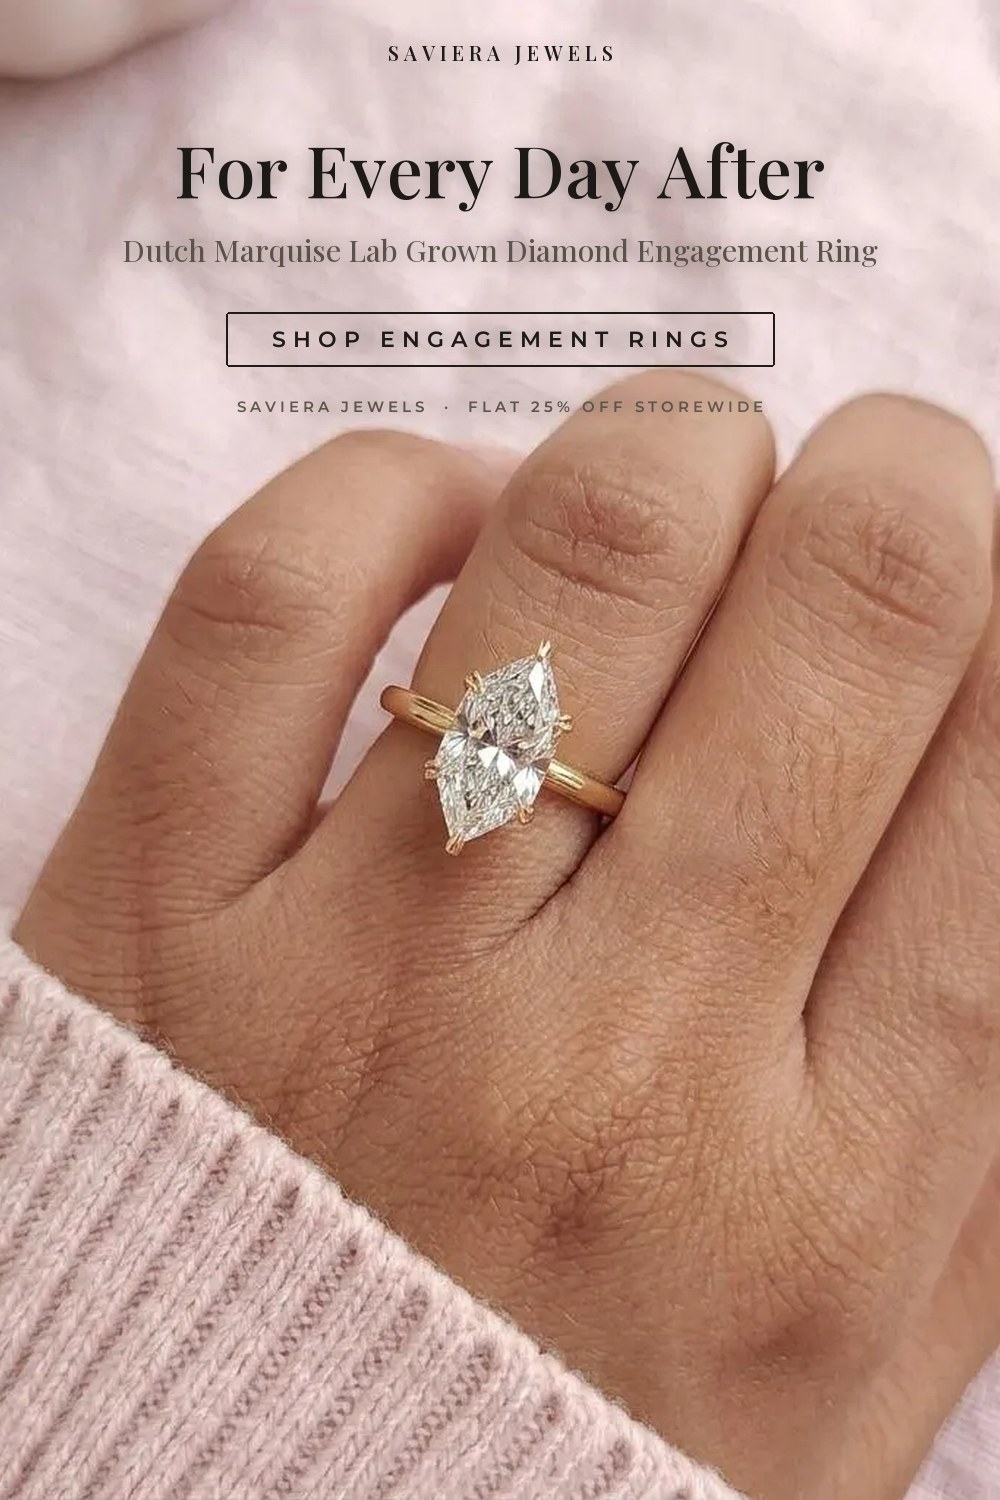 SAVIERA JEWELS
For Every Day After
Dutch Marquise Lab Grown Diamond Engagement Ring
SHOP ENGAGEMENT RINGS
SAVIERA JEWELS · FLAT 25% OFF STOREWIDE